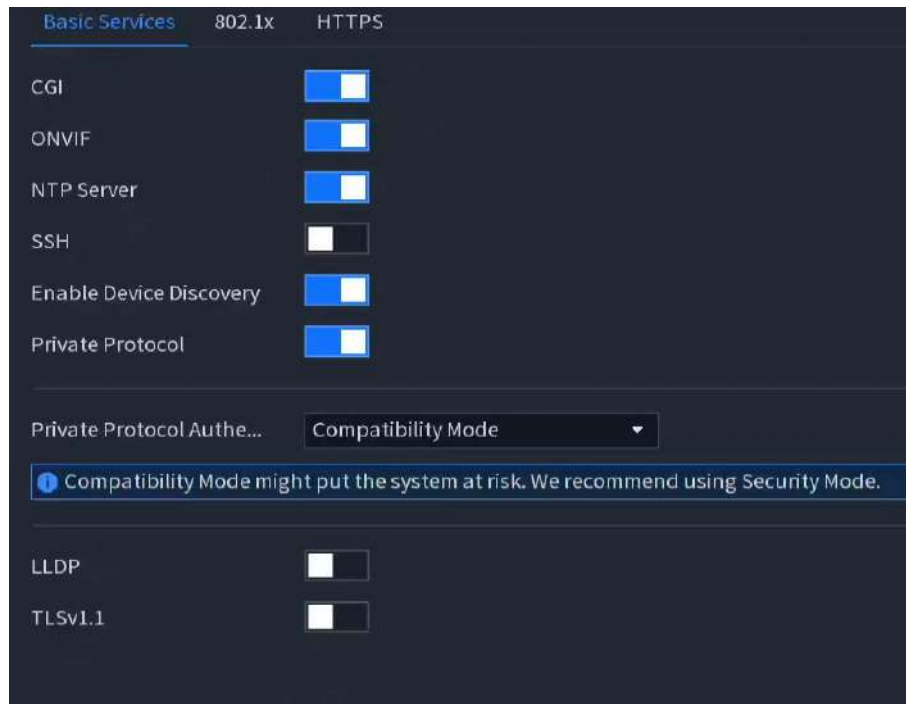 Basic Services 802.1x HTTPS
CGI
ONVIF
NTP Server
SSH
Enable Device Discovery
Private Protocol
Private Protocol Authe... Compatibility Mode
Compatibility Mode might put the system at risk. We recommend using Security Mode.
LLDP
TLSv1.1